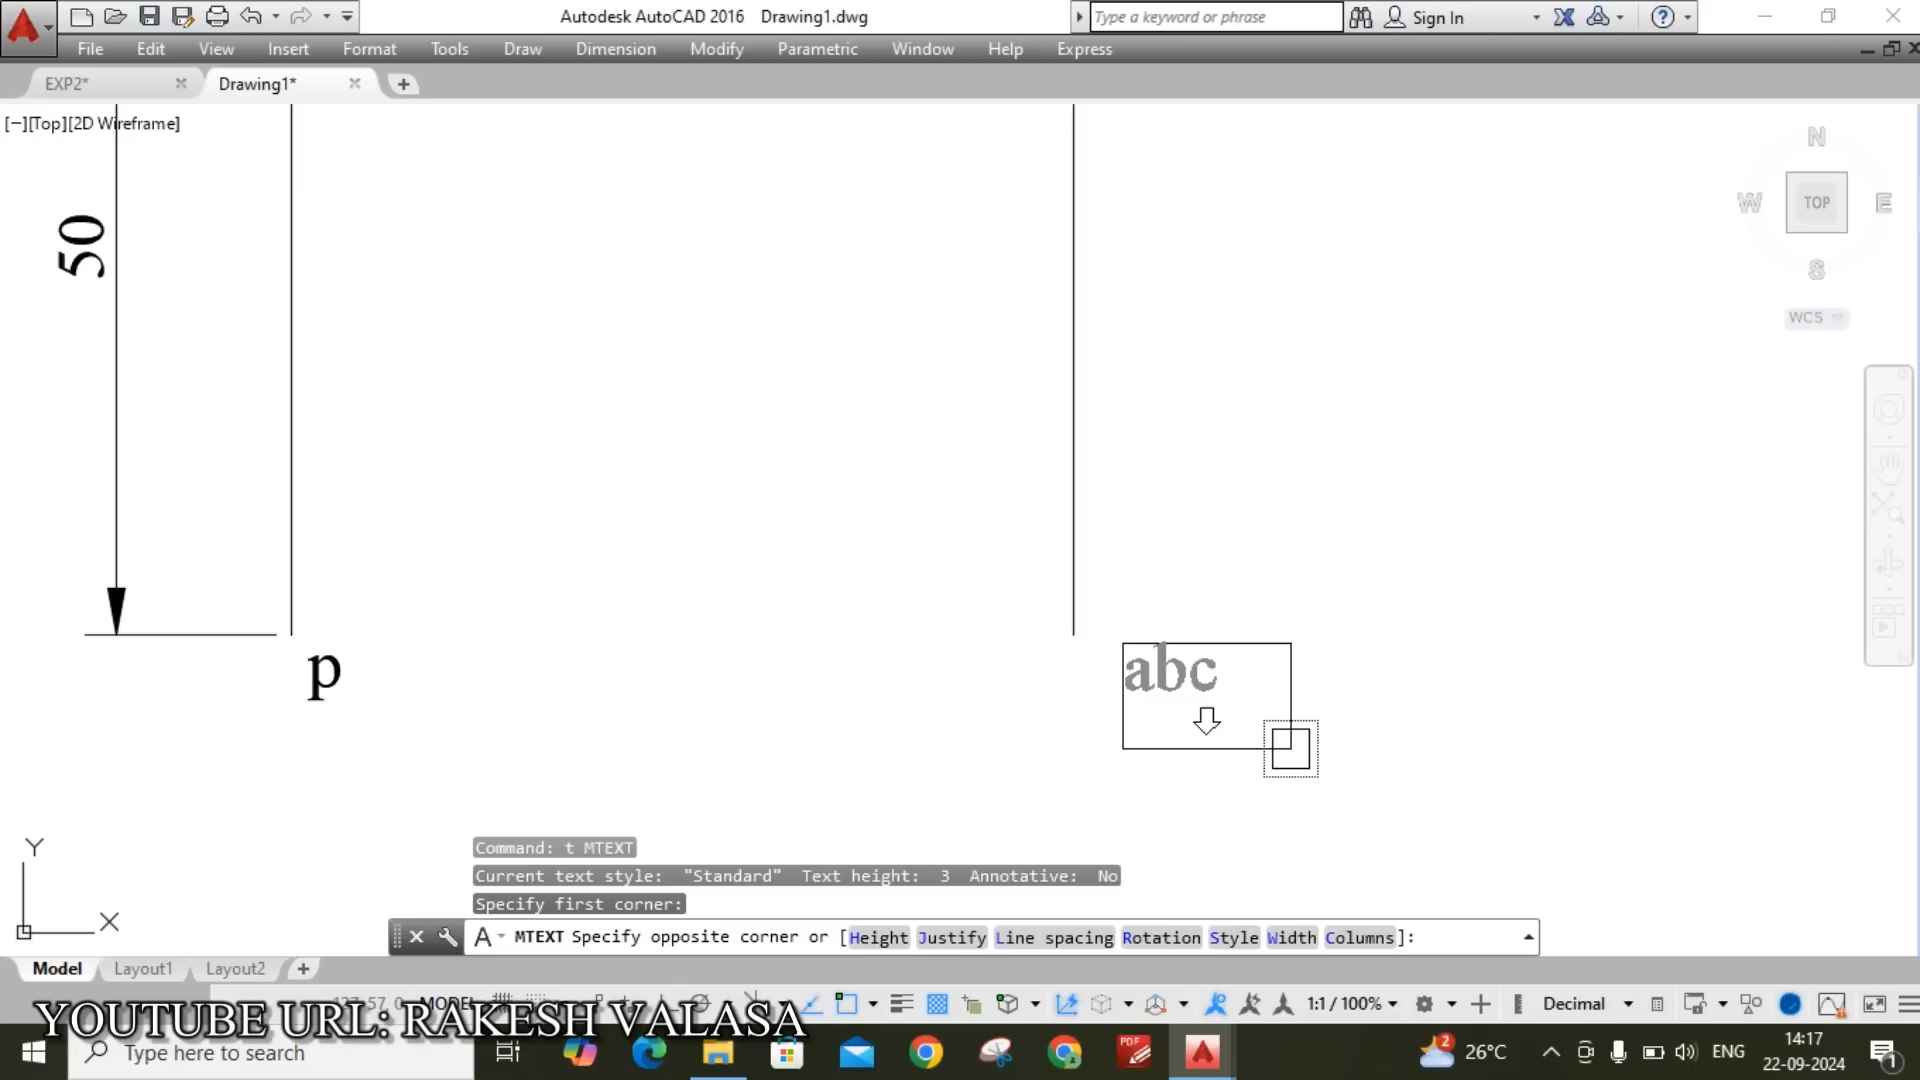 Autodesk AutoCAD 2016 Drawing1.dwg
Type a keyword or phrase
Sign In
File Edit View Insert Format Tools Draw Dimension Modify Parametric Window Help Express
EXP2* Drawing1*
[−][Top][2D Wireframe]
N
W TOP E
S
WCS
50
p
abc
Y
X
Command: t MTEXT
Current text style: "Standard" Text height: 3 Annotative: No
Specify first corner:
MTEXT Specify opposite corner or [Height Justify Line spacing Rotation Style Width Columns]:
Model Layout1 Layout2
MODEL 1:1 / 100% Decimal
YOUTUBE URL: RAKESH VALASA
Type here to search
PDF
2
26°C
ENG
14:17
22-09-2024
1